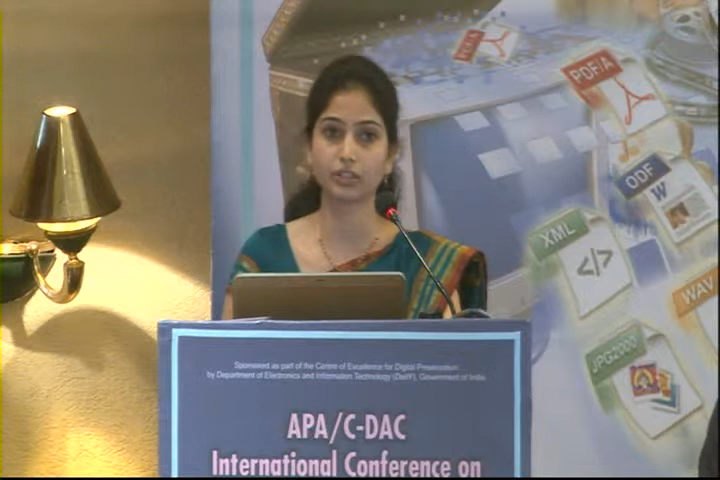 PDF/A
PDF/A
ODF
W
XML
</>
WAV
JPG2000
Sponsored as part of the Centre of Excellence for Digital Preservation
by Department of Electronics and Information Technology (DeitY), Government of India
APA/C-DAC
International Conference on